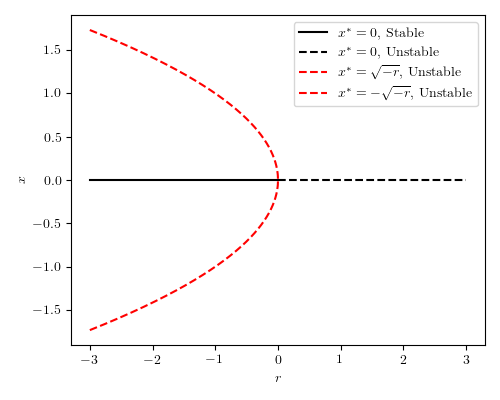 x* = 0, Stable
x* = 0, Unstable
x* = √−r, Unstable
x* = −√−r, Unstable
1.5
1.0
0.5
0.0
−0.5
−1.0
−1.5
x
−3 −2 −1 0 1 2 3
r